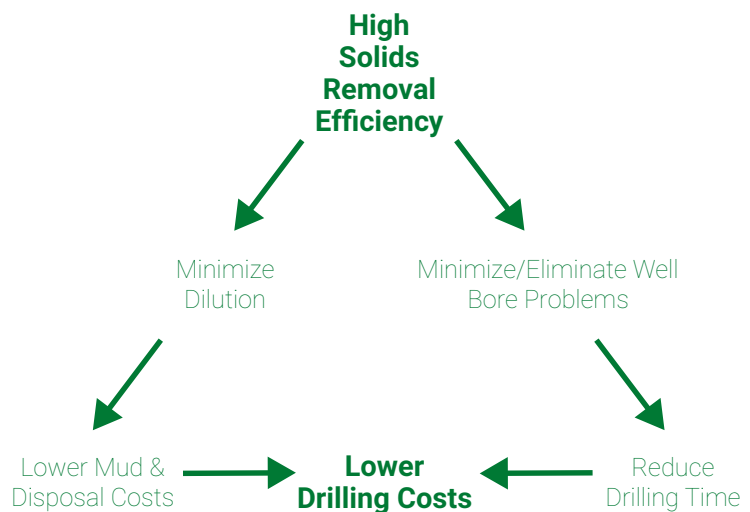 High
Solids
Removal
Efficiency
Minimize
Dilution
Minimize/Eliminate Well
Bore Problems
Lower Mud &
Disposal Costs
Lower
Drilling Costs
Reduce
Drilling Time